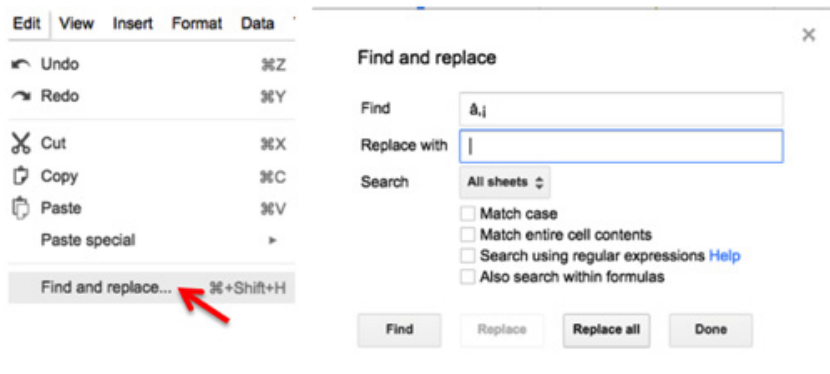 Edit View Insert Format Data
Undo ⌘Z
Redo ⌘Y
Cut ⌘X
Copy ⌘C
Paste ⌘V
Paste special
Find and replace... ⌘+Shift+H
Find and replace
Find â,¡
Replace with
Search All sheets
Match case
Match entire cell contents
Search using regular expressions Help
Also search within formulas
Find Replace Replace all Done